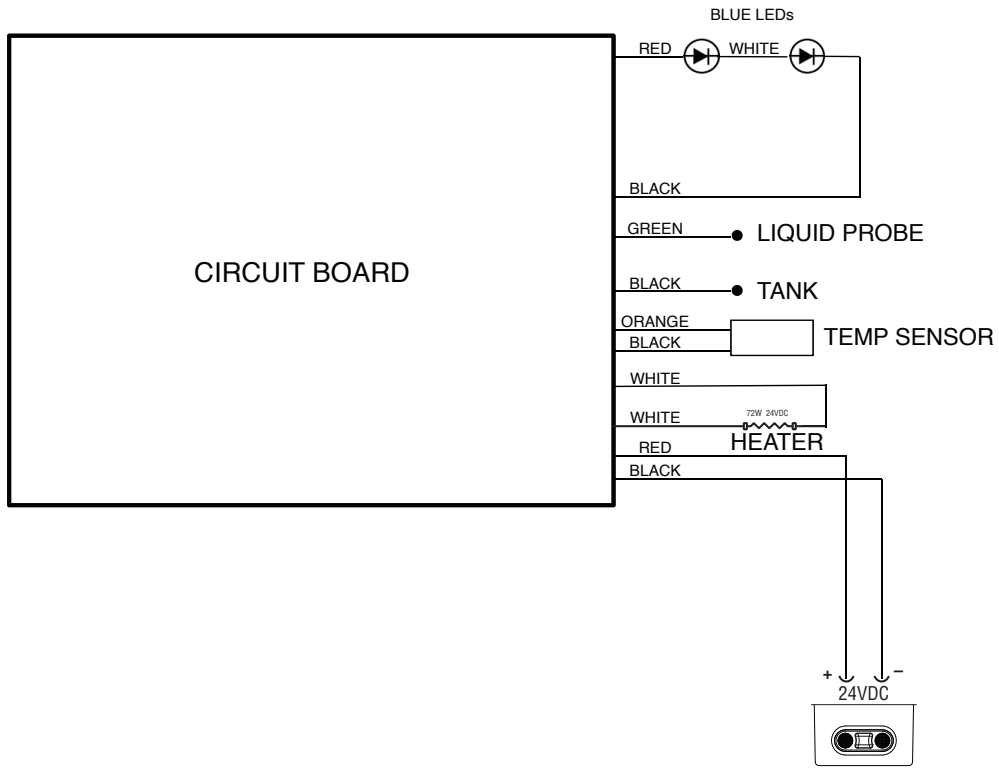 BLUE LEDs
RED
WHITE
BLACK
GREEN
LIQUID PROBE
CIRCUIT BOARD
BLACK
TANK
ORANGE
BLACK
TEMP SENSOR
WHITE
WHITE
72W 24VDC
HEATER
RED
BLACK
+
−
24VDC